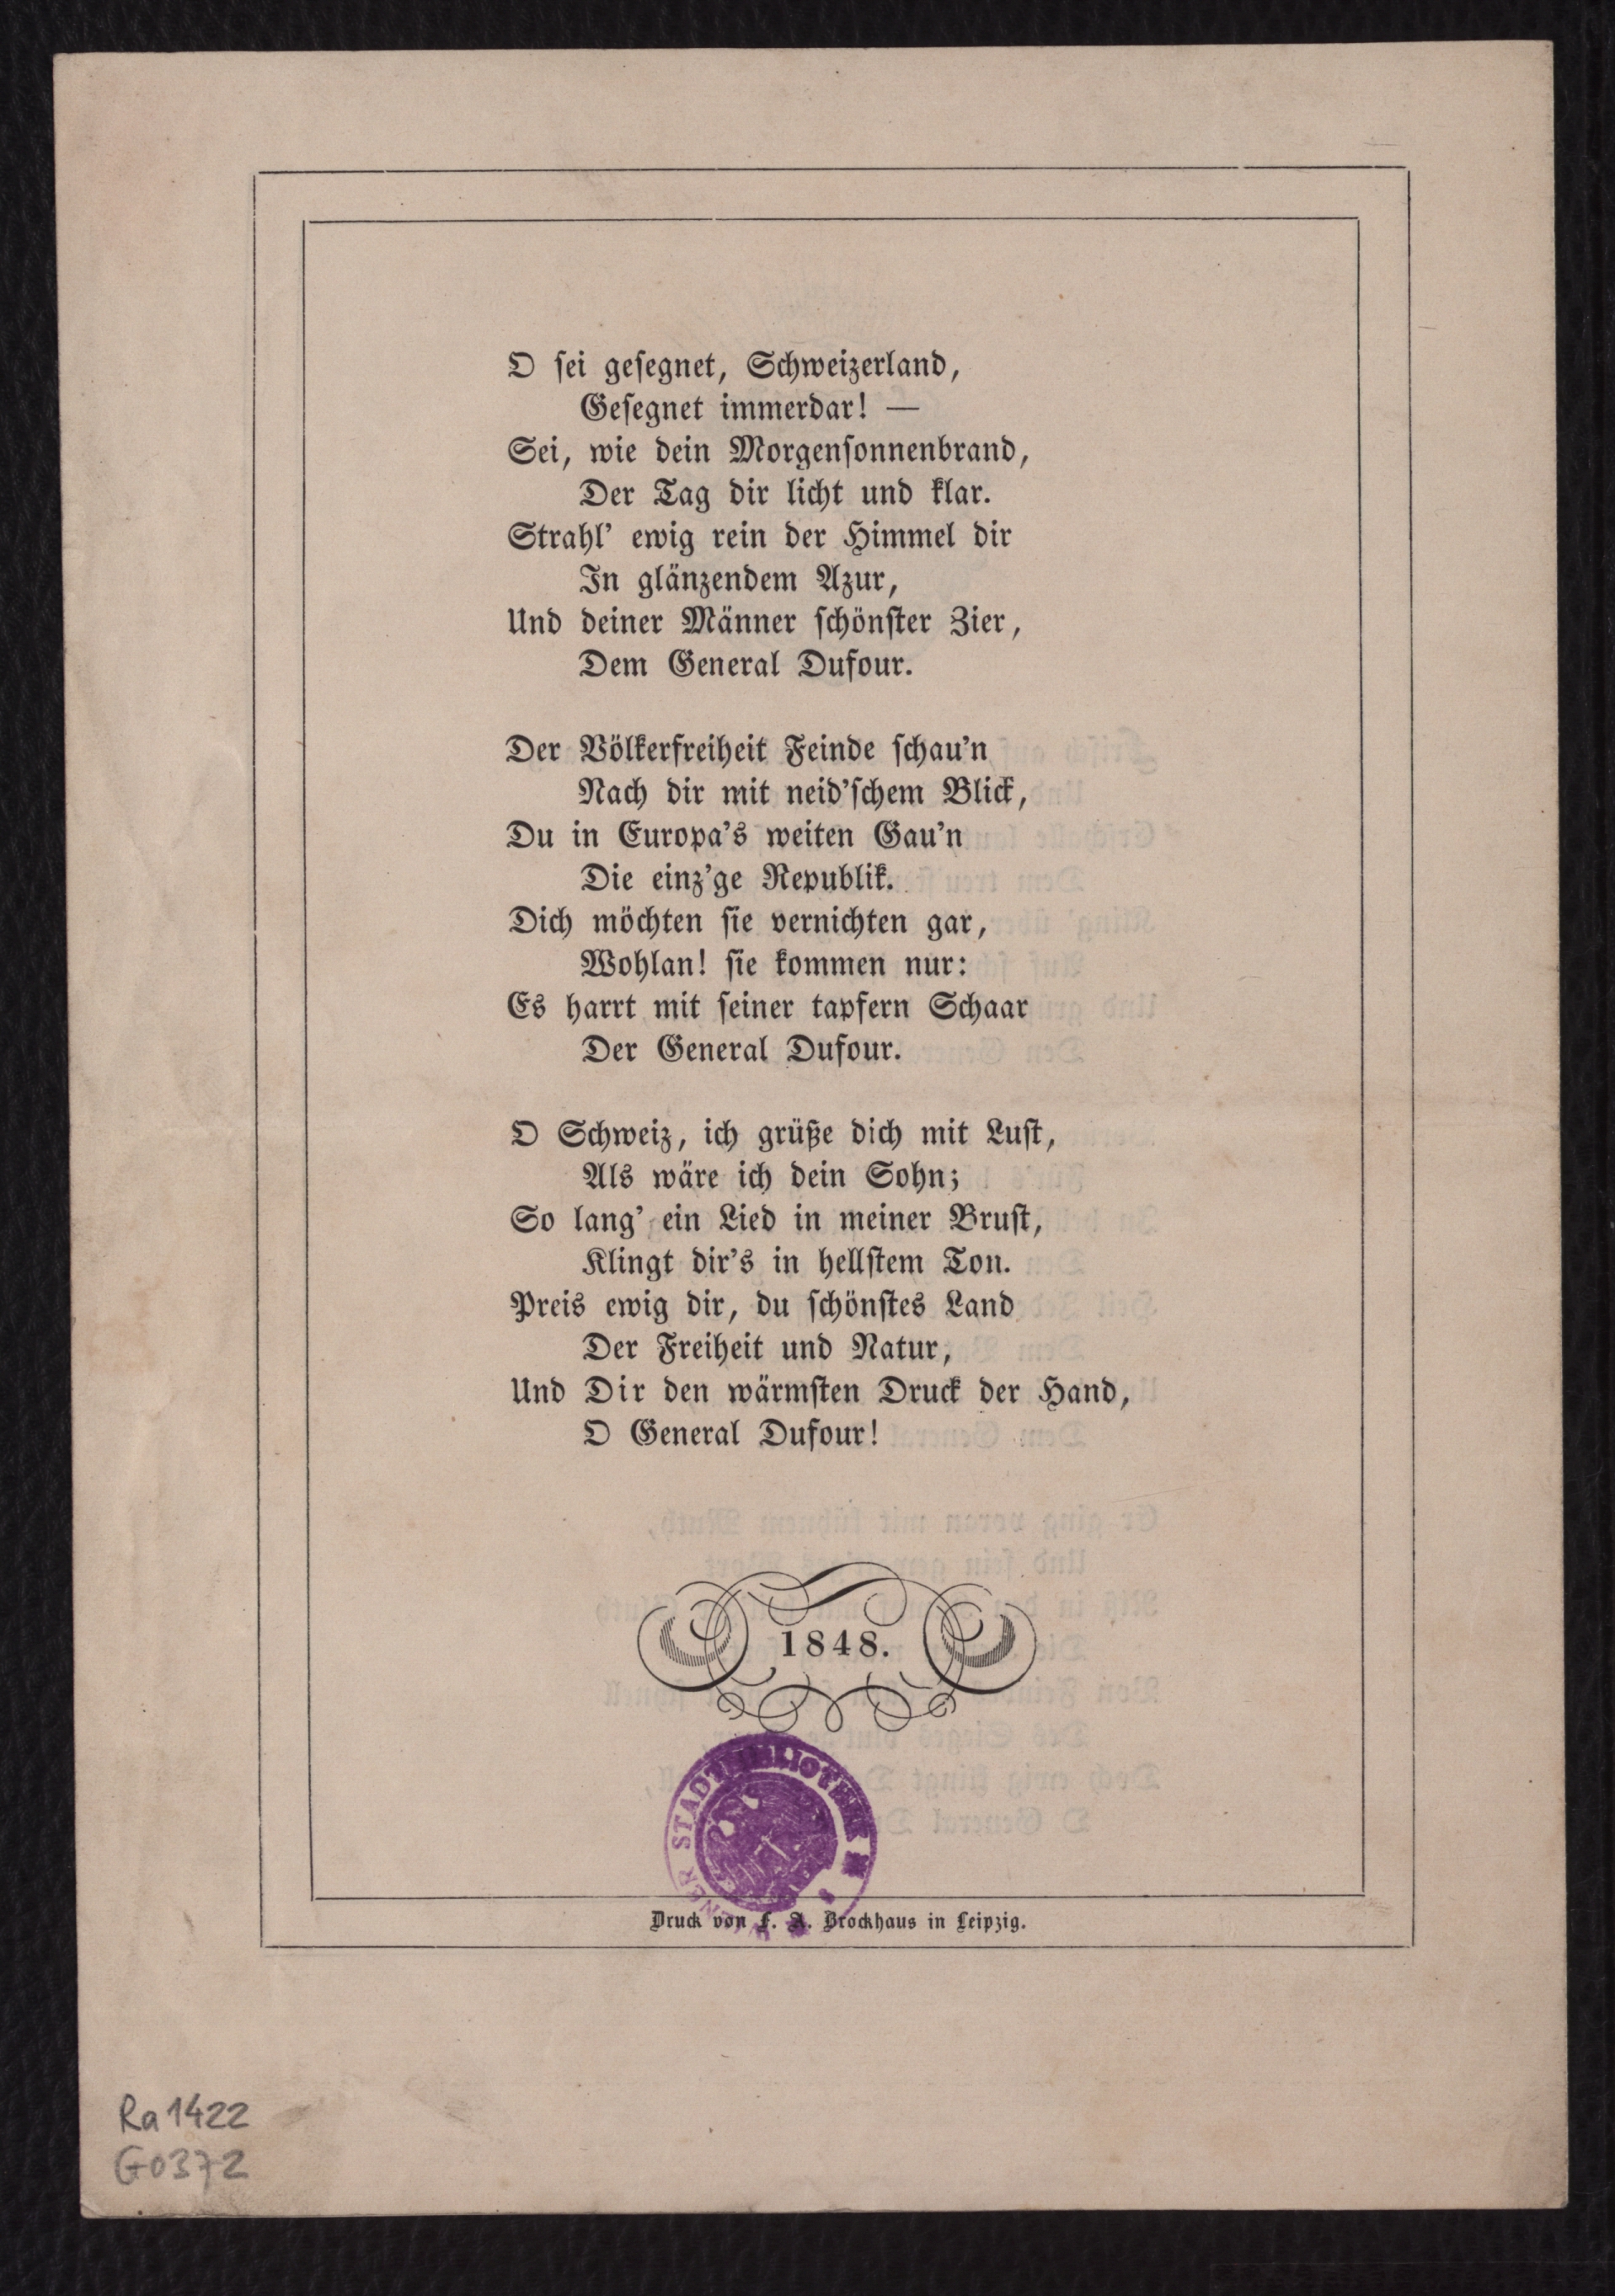 O sei gesegnet, Schweizerland,
Gesegnet immerdar! —
Sei, wie dein Morgensonnenbrand,
Der Tag dir licht und klar.
Strahl' ewig rein der Himmel dir
In glänzendem Azur,
Und deiner Männer schönster Zier,
Dem General Dufour.
Der Völkerfreiheit Feinde schau'n
Nach dir mit neid'schem Blick,
Du in Europa's weiten Gau'n
Die einz'ge Republik.
Dich möchten sie vernichten gar,
Wohlan! sie kommen nur:
Es harrt mit seiner tapfern Schaar
Der General Dufour.
O Schweiz, ich grüße dich mit Lust,
Als wäre ich dein Sohn;
So lang' ein Lied in meiner Brust,
Klingt dir's in hellstem Ton.
Preis ewig dir, du schönstes Land
Der Freiheit und Natur,
Und Dir den wärmsten Druck der Hand,
O General Dufour!
1848.
STADTBIBLIOTHEK
Druck von F. A. Brockhaus in Leipzig.
Ra 1422
G0372